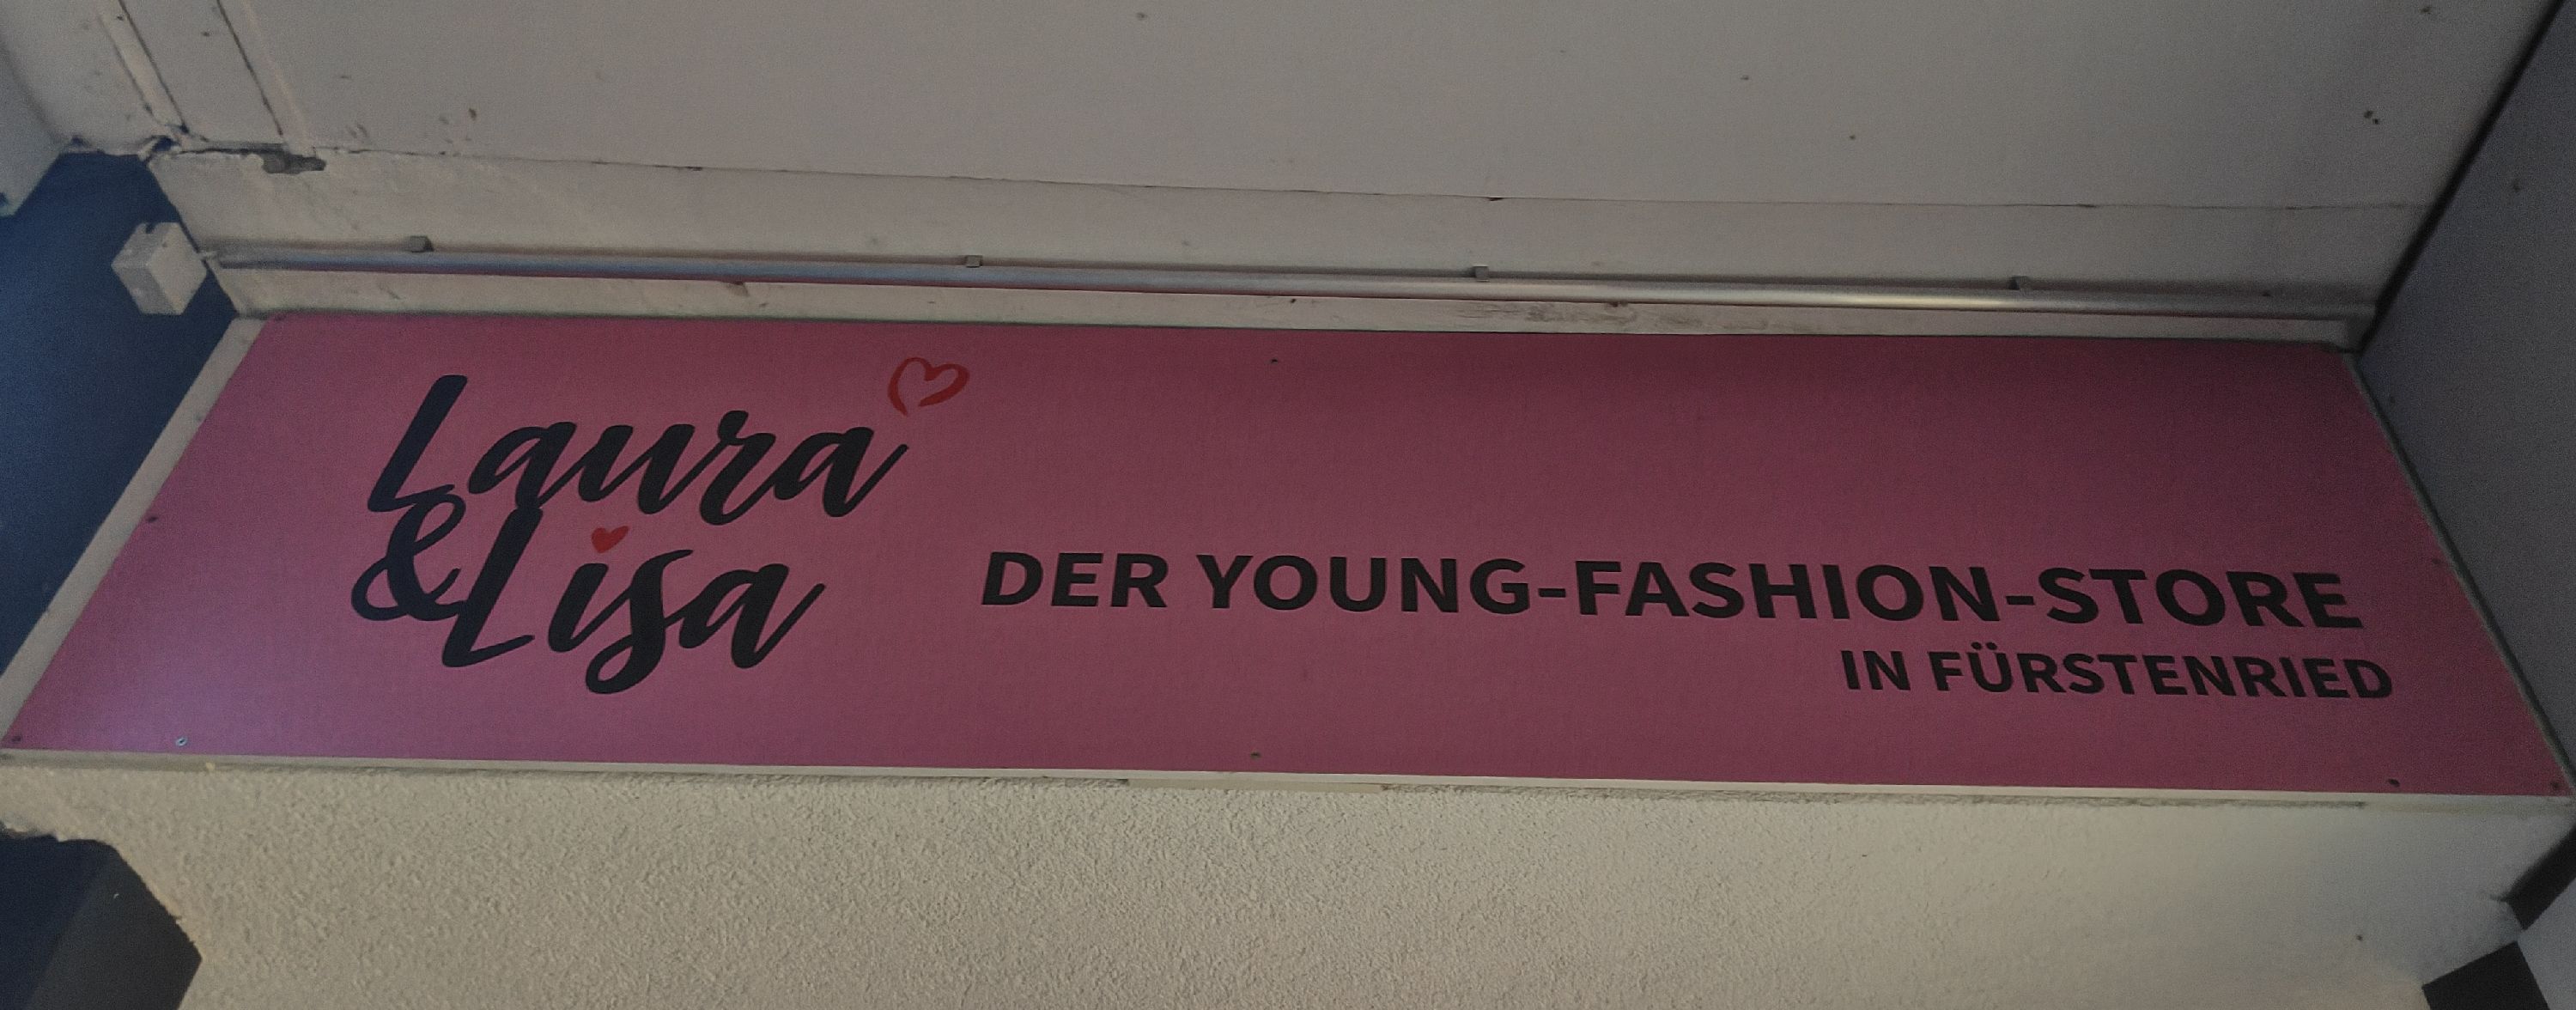 Laura
&Lisa
DER YOUNG-FASHION-STORE
IN FÜRSTENRIED